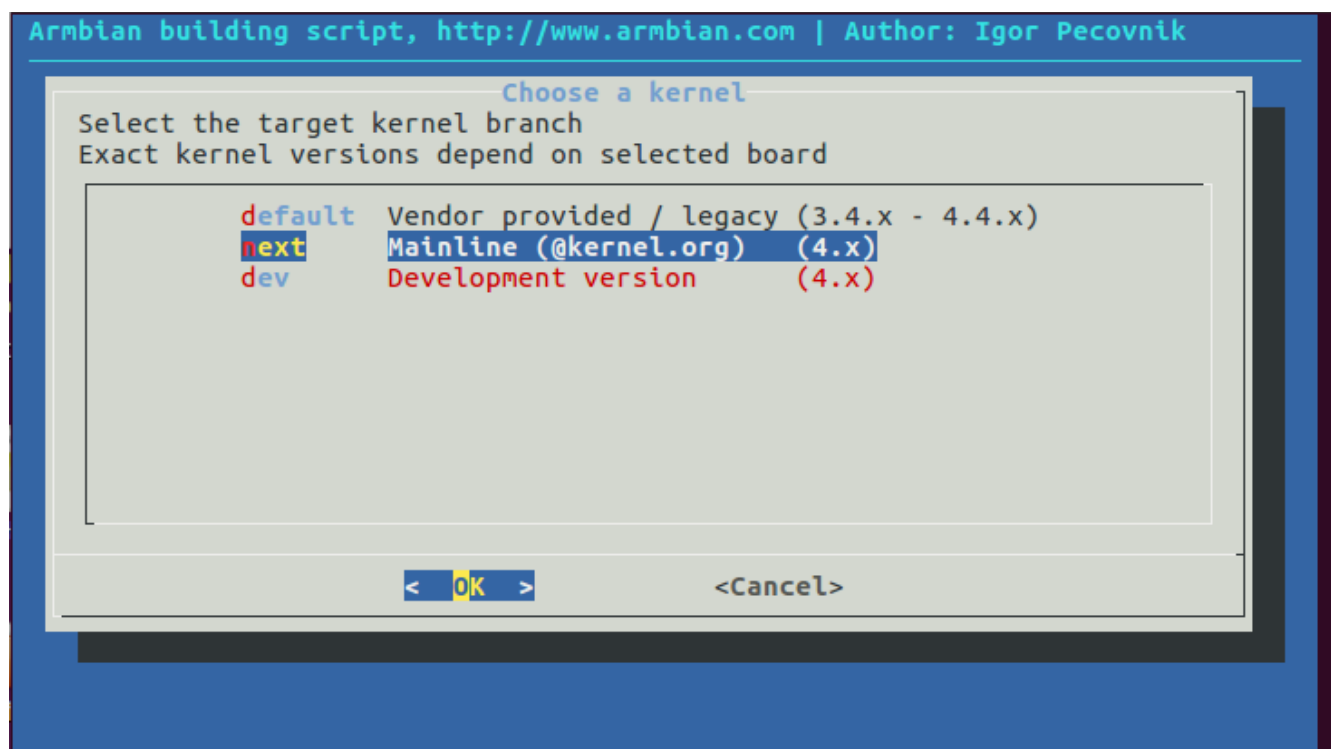 Armbian building script, http://www.armbian.com | Author: Igor Pecovnik
Choose a kernel
Select the target kernel branch
Exact kernel versions depend on selected board
default Vendor provided / legacy (3.4.x - 4.4.x)
next Mainline (@kernel.org) (4.x)
dev Development version (4.x)
< OK > <Cancel>